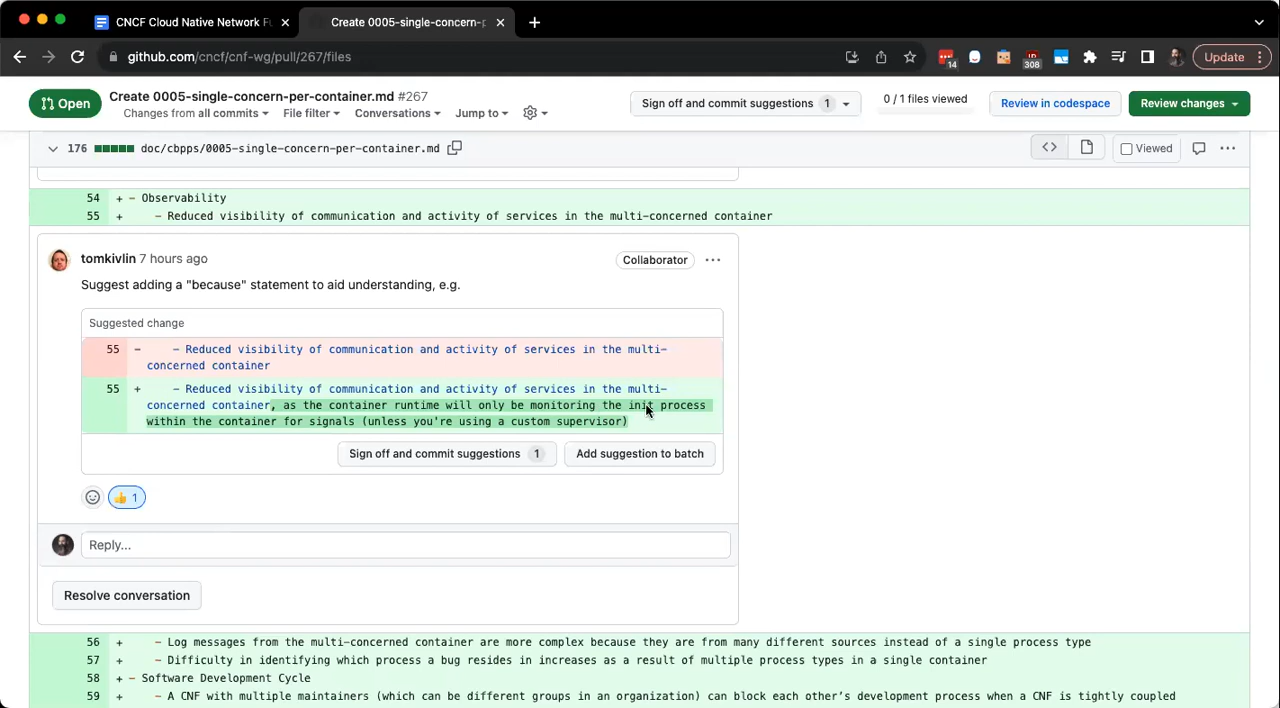 CNCF Cloud Native Network Fu
Create 0005-single-concern-p
github.com/cncf/cnf-wg/pull/267/files
14
308
Update
Open
Create 0005-single-concern-per-container.md #267
Changes from all commits
File filter
Conversations
Jump to
Sign off and commit suggestions 1
0 / 1 files viewed
Review in codespace
Review changes
176 doc/cbpps/0005-single-concern-per-container.md
Viewed
54 + - Observability
55 + - Reduced visibility of communication and activity of services in the multi-concerned container
tomkivlin 7 hours ago
Collaborator
Suggest adding a "because" statement to aid understanding, e.g.
Suggested change
55 - - Reduced visibility of communication and activity of services in the multi-
concerned container
55 + - Reduced visibility of communication and activity of services in the multi-
concerned container, as the container runtime will only be monitoring the init process
within the container for signals (unless you're using a custom supervisor)
Sign off and commit suggestions 1
Add suggestion to batch
👍 1
Reply...
Resolve conversation
56 + - Log messages from the multi-concerned container are more complex because they are from many different sources instead of a single process type
57 + - Difficulty in identifying which process a bug resides in increases as a result of multiple process types in a single container
58 + - Software Development Cycle
59 + - A CNF with multiple maintainers (which can be different groups in an organization) can block each other’s development process when a CNF is tightly coupled